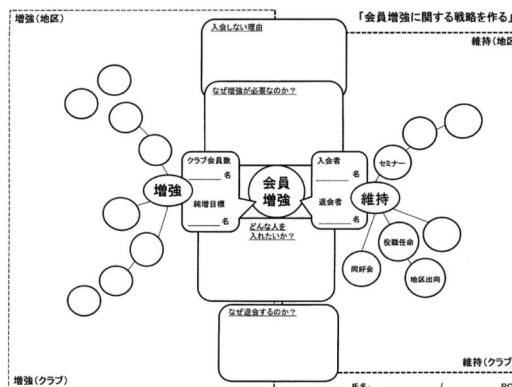 増強(地区)
「会員増強に関する戦略を作る」
維持(地区
入会しない理由
なぜ増強が必要なのか?
クラブ会員数
名
純増目標
名
増強
会員
増強
入会者
名
退会者
名
維持
セミナー
役職任命
同好会
地区出向
どんな人を
入れたいか?
なぜ退会するのか?
増強(クラブ)
維持(クラブ
氏名: / RC